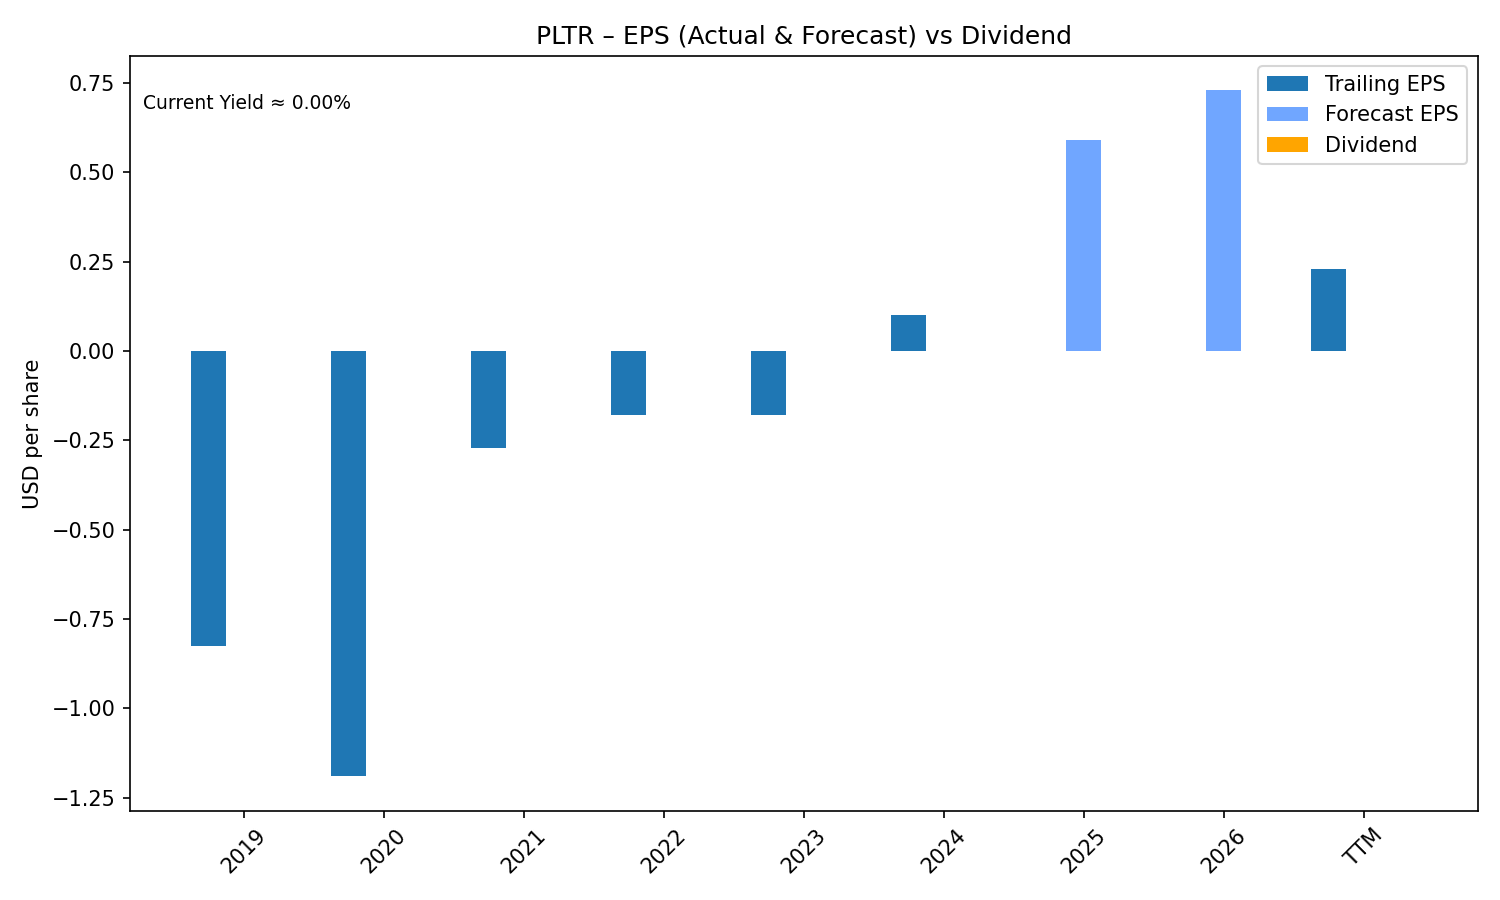 PLTR – EPS (Actual & Forecast) vs Dividend
Current Yield ≈ 0.00%
Trailing EPS
Forecast EPS
Dividend
USD per share
0.75
0.50
0.25
0.00
−0.25
−0.50
−0.75
−1.00
−1.25
2019
2020
2021
2022
2023
2024
2025
2026
TTM